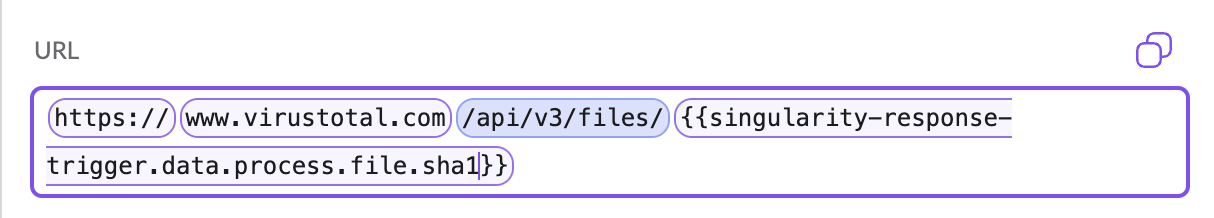 URL
https://www.virustotal.com/api/v3/files/{{singularity-response-
trigger.data.process.file.sha1}}